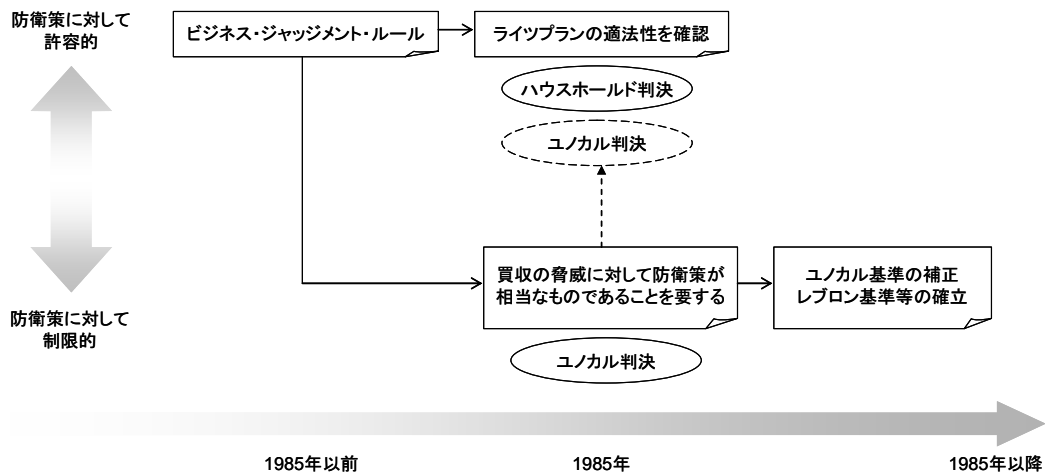 防衛策に対して
許容的
ビジネス・ジャッジメント・ルール
ライツプランの適法性を確認
ハウスホールド判決
ユノカル判決
買収の脅威に対して防衛策が
相当なものであることを要する
ユノカル基準の補正
レブロン基準等の確立
防衛策に対して
制限的
ユノカル判決
1985年以前
1985年
1985年以降